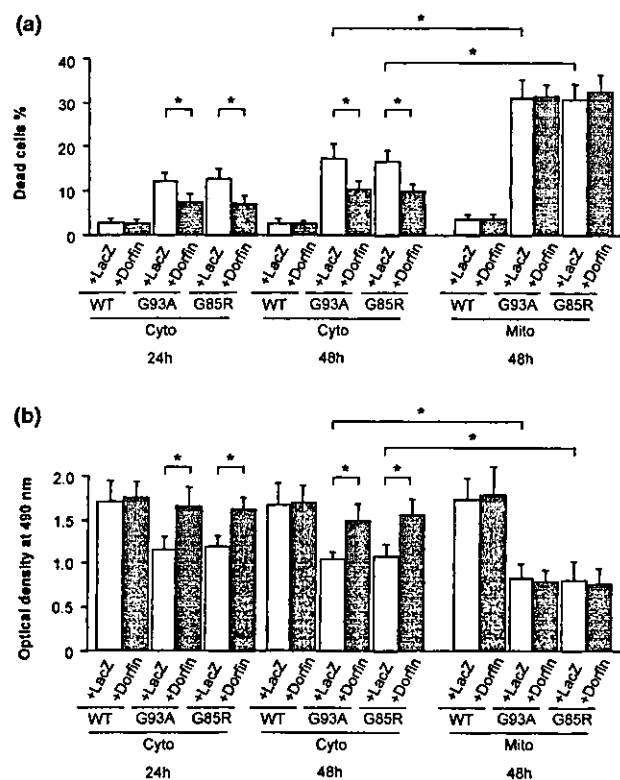 (a)
* *
* * * *
Dead cells %
40
30
20
10
0
+LacZ +Dorfin +LacZ +Dorfin +LacZ +Dorfin +LacZ +Dorfin +LacZ +Dorfin +LacZ +Dorfin +LacZ +Dorfin +LacZ +Dorfin +LacZ +Dorfin
WT G93A G85R WT G93A G85R WT G93A G85R
Cyto Cyto Mito
24h 48h 48h
(b)
* *
* * * *
Optical density at 490 nm
2.0
1.5
1.0
0.5
0
+LacZ +Dorfin +LacZ +Dorfin +LacZ +Dorfin +LacZ +Dorfin +LacZ +Dorfin +LacZ +Dorfin +LacZ +Dorfin +LacZ +Dorfin +LacZ +Dorfin
WT G93A G85R WT G93A G85R WT G93A G85R
Cyto Cyto Mito
24h 48h 48h